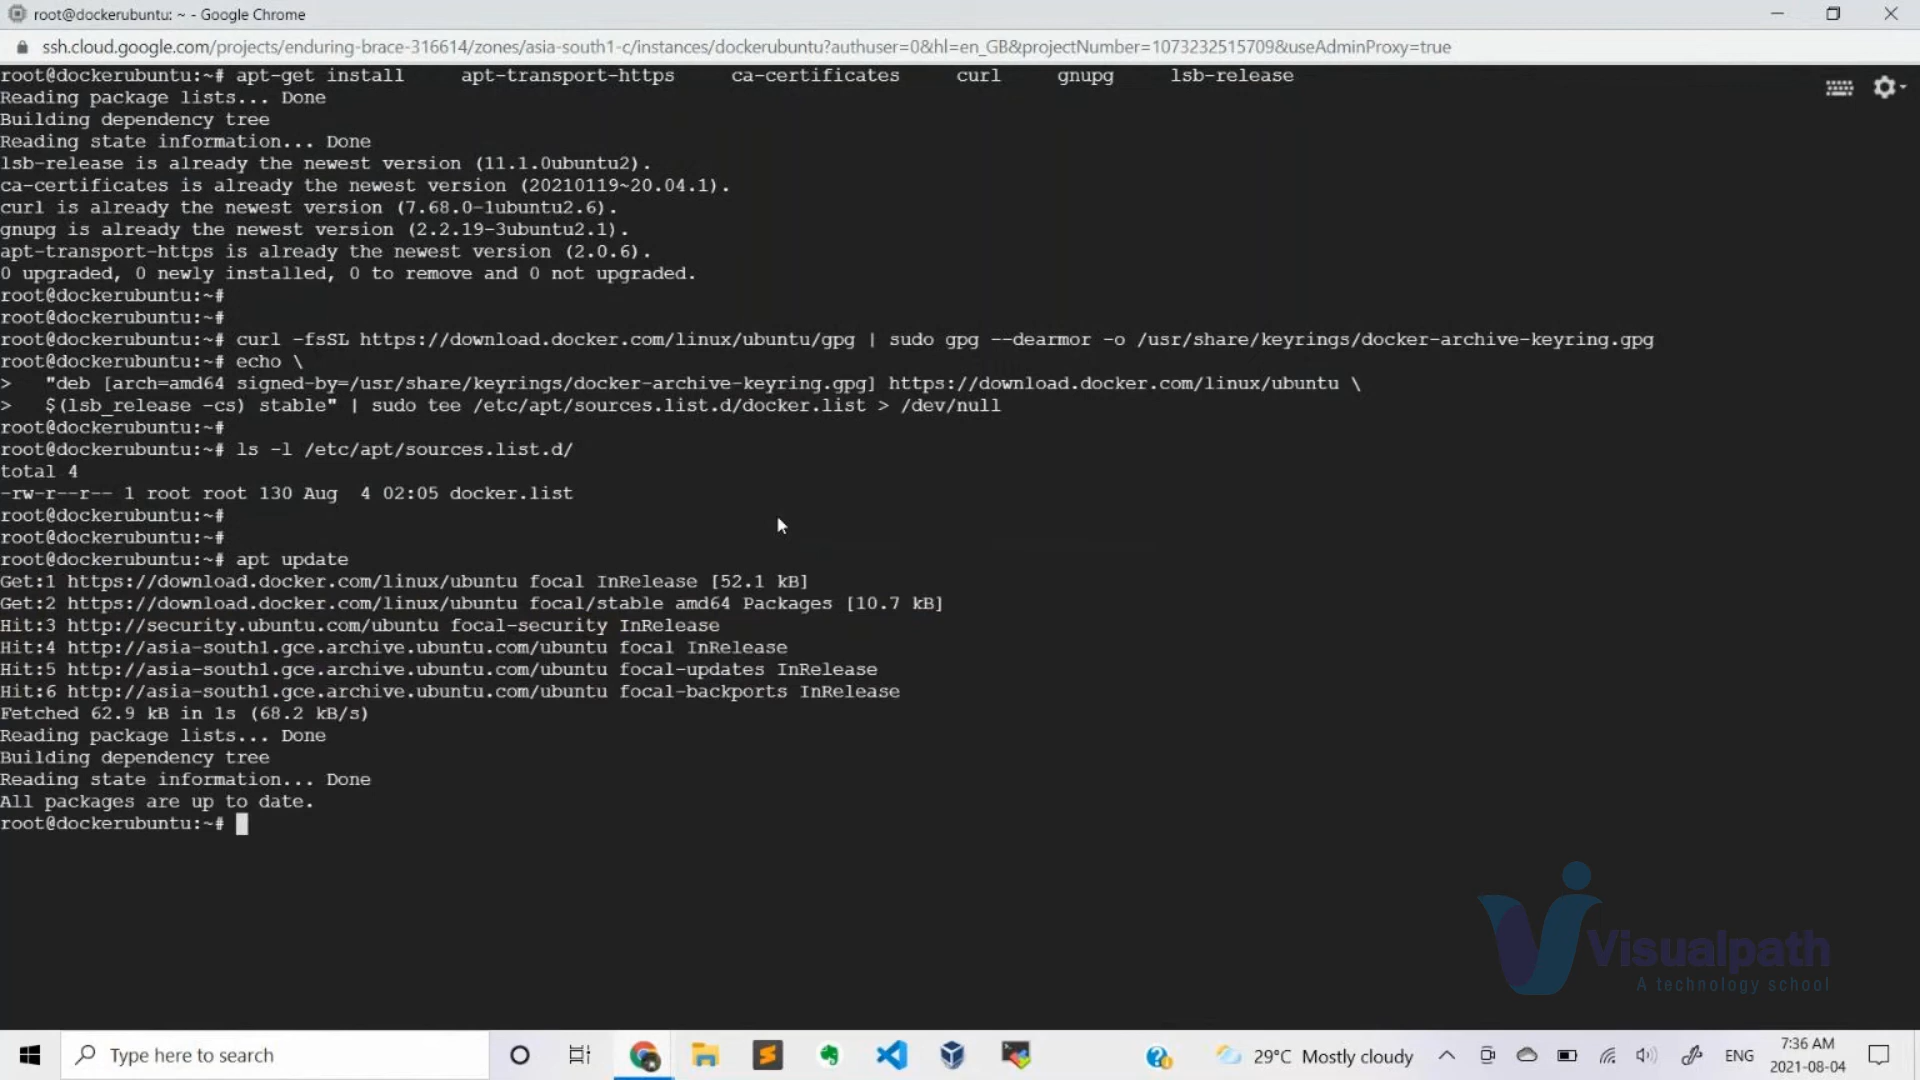 root@dockerubuntu: ~ - Google Chrome
ssh.cloud.google.com/projects/enduring-brace-316614/zones/asia-south1-c/instances/dockerubuntu?authuser=0&hl=en_GB&projectNumber=1073232515709&useAdminProxy=true
root@dockerubuntu:~# apt-get install     apt-transport-https     ca-certificates     curl     gnupg     lsb-release
Reading package lists... Done
Building dependency tree
Reading state information... Done
lsb-release is already the newest version (11.1.0ubuntu2).
ca-certificates is already the newest version (20210119~20.04.1).
curl is already the newest version (7.68.0-1ubuntu2.6).
gnupg is already the newest version (2.2.19-3ubuntu2.1).
apt-transport-https is already the newest version (2.0.6).
0 upgraded, 0 newly installed, 0 to remove and 0 not upgraded.
root@dockerubuntu:~#
root@dockerubuntu:~#
root@dockerubuntu:~# curl -fsSL https://download.docker.com/linux/ubuntu/gpg | sudo gpg --dearmor -o /usr/share/keyrings/docker-archive-keyring.gpg
root@dockerubuntu:~# echo \
>   "deb [arch=amd64 signed-by=/usr/share/keyrings/docker-archive-keyring.gpg] https://download.docker.com/linux/ubuntu \
>   $(lsb_release -cs) stable" | sudo tee /etc/apt/sources.list.d/docker.list > /dev/null
root@dockerubuntu:~#
root@dockerubuntu:~# ls -l /etc/apt/sources.list.d/
total 4
-rw-r--r-- 1 root root 130 Aug  4 02:05 docker.list
root@dockerubuntu:~#
root@dockerubuntu:~#
root@dockerubuntu:~# apt update
Get:1 https://download.docker.com/linux/ubuntu focal InRelease [52.1 kB]
Get:2 https://download.docker.com/linux/ubuntu focal/stable amd64 Packages [10.7 kB]
Hit:3 http://security.ubuntu.com/ubuntu focal-security InRelease
Hit:4 http://asia-south1.gce.archive.ubuntu.com/ubuntu focal InRelease
Hit:5 http://asia-south1.gce.archive.ubuntu.com/ubuntu focal-updates InRelease
Hit:6 http://asia-south1.gce.archive.ubuntu.com/ubuntu focal-backports InRelease
Fetched 62.9 kB in 1s (68.2 kB/s)
Reading package lists... Done
Building dependency tree
Reading state information... Done
All packages are up to date.
root@dockerubuntu:~#
Visualpath
A technology school
Type here to search
29°C Mostly cloudy
ENG
7:36 AM
2021-08-04